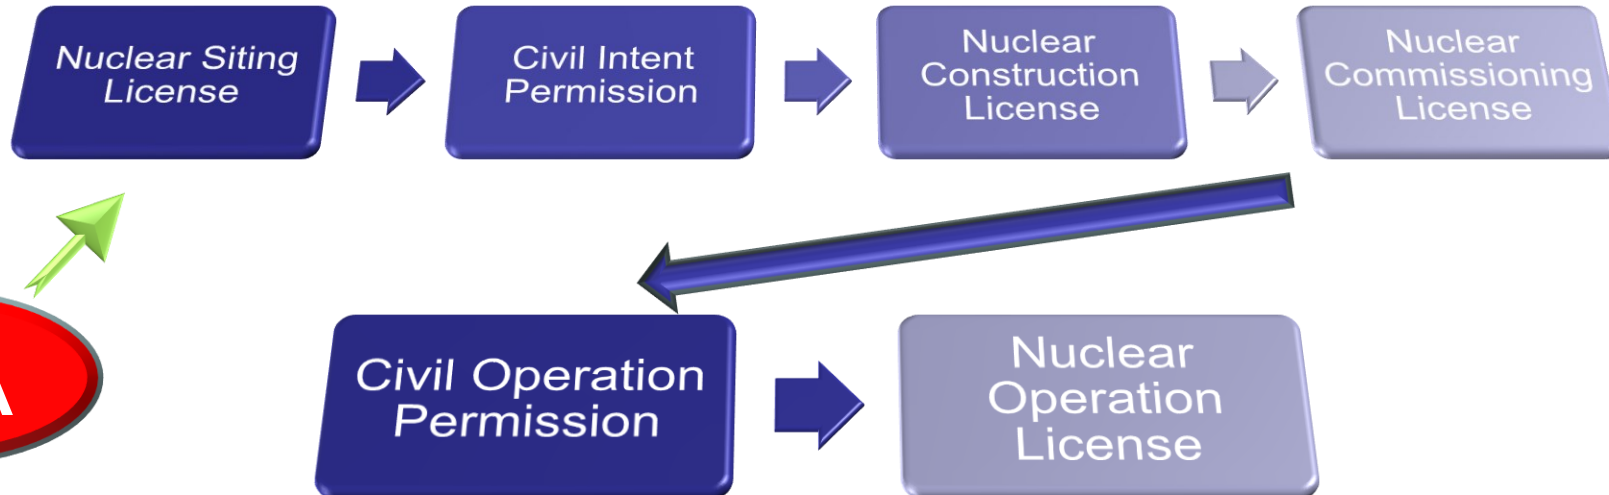 Nuclear Siting
License
Civil Intent
Permission
Nuclear
Construction
License
Nuclear
Commissioning
License
Civil Operation
Permission
Nuclear
Operation
License